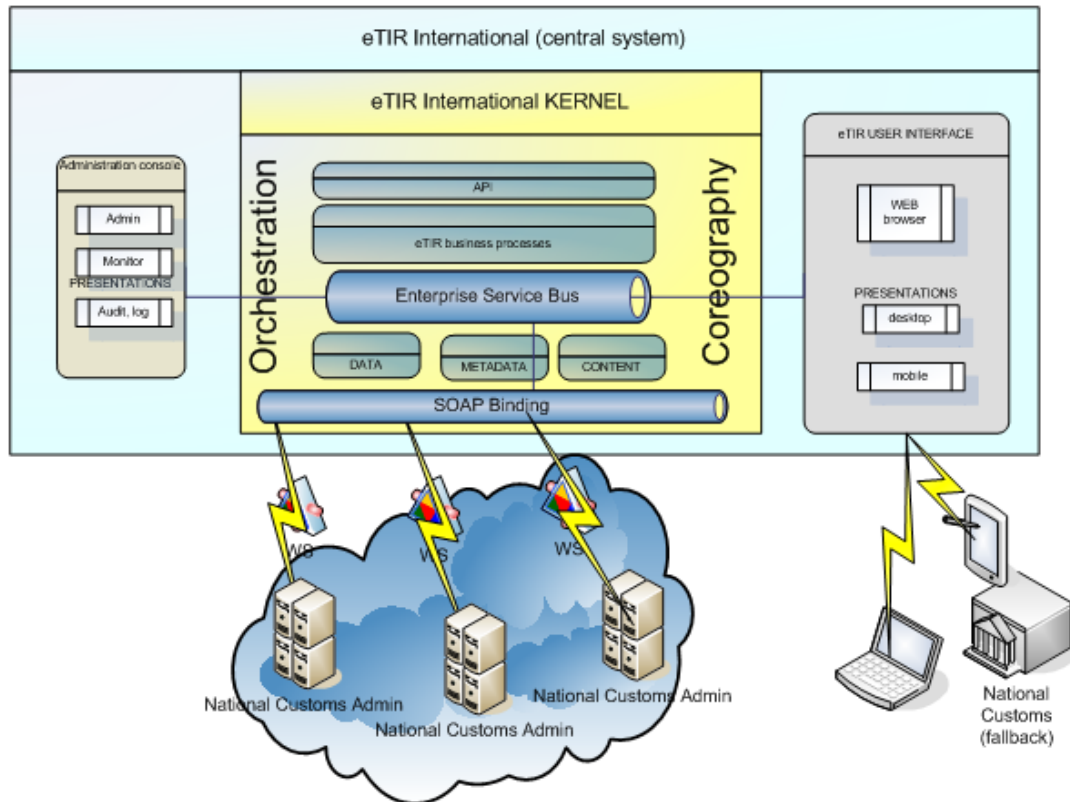 eTIR International (central system)
eTIR International KERNEL
Administration console
Admin
Monitor
PRESENTATIONS
Audit, log
Orchestration
API
eTIR business processes
Enterprise Service Bus
DATA
METADATA
CONTENT
SOAP Binding
Coreography
eTIR USER INTERFACE
WEB
browser
PRESENTATIONS
desktop
mobile
WS
WS
WS
National Customs Admin
National Customs Admin
National Customs Admin
National
Customs
(fallback)